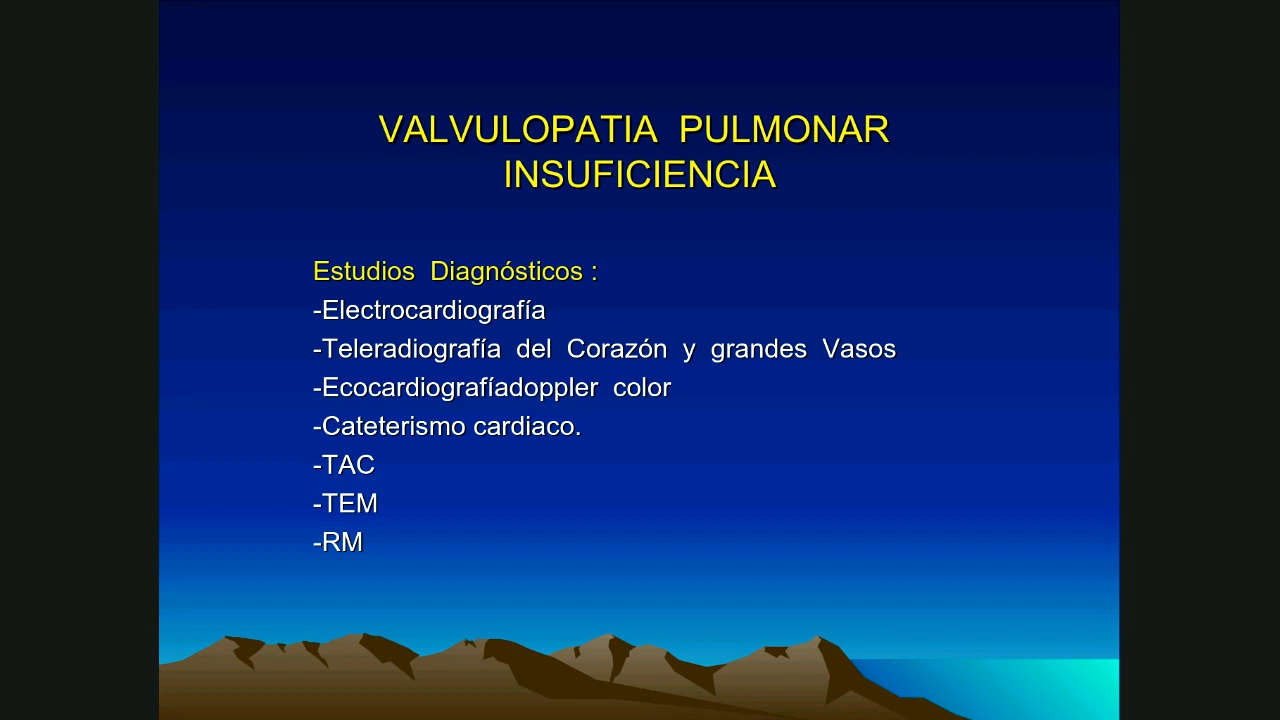 VALVULOPATIA PULMONAR
INSUFICIENCIA
Estudios Diagnósticos :
-Electrocardiografía
-Teleradiografía del Corazón y grandes Vasos
-Ecocardiografíadoppler color
-Cateterismo cardiaco.
-TAC
-TEM
-RM